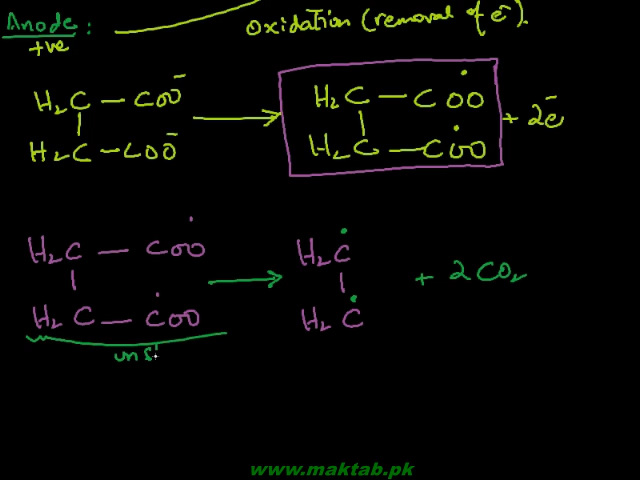 Anode : Oxidation (removal of e⁻).
+ve
H₂C — COO⁻ → H₂C — COO• + 2e⁻
H₂C — COO⁻ H₂C — COO•
H₂C — COO• → H₂C• + 2CO₂
H₂C — COO• H₂C•
uns
www.maktab.pk